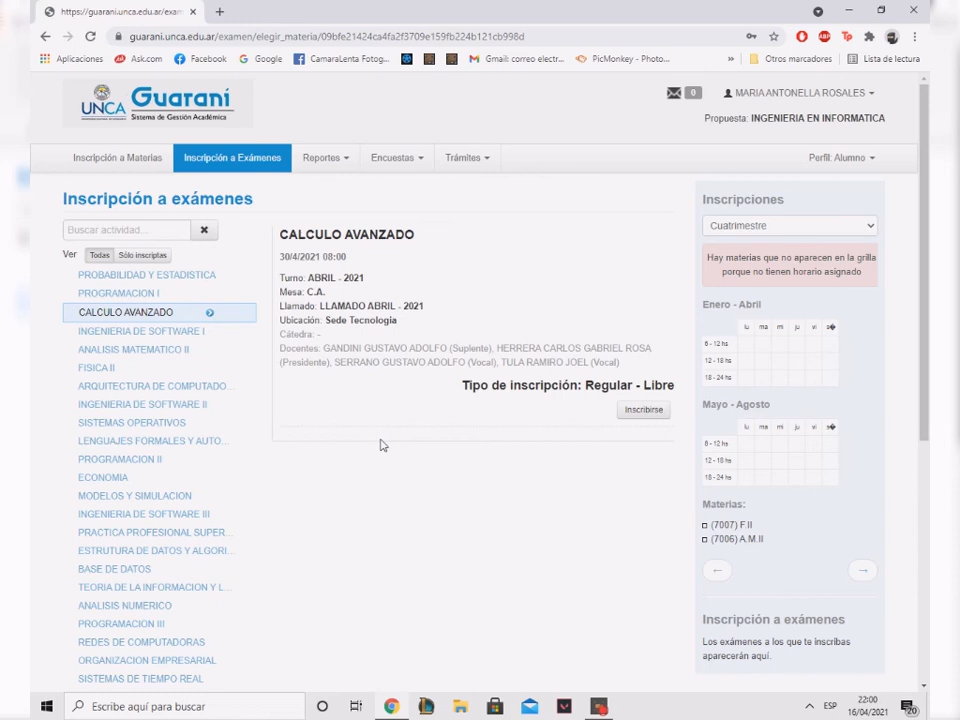 https://guarani.unca.edu.ar/exam
guarani.unca.edu.ar/examen/elegir_materia/09bfe21424ca4fa2f3709e159fb224b121cb998d
Aplicaciones
Ask.com
Facebook
Google
CamaraLenta Fotog...
Gmail: correo electr...
PicMonkey - Photo...
Otros marcadores
Lista de lectura
UNCA
Guaraní
Sistema de Gestión Académica
0
MARIA ANTONELLA ROSALES
Propuesta: INGENIERIA EN INFORMATICA
Inscripción a Materias
Inscripción a Exámenes
Reportes
Encuestas
Trámites
Perfil: Alumno
Inscripción a exámenes
Buscar actividad...
Ver
Todas
Sólo inscriptas
PROBABILIDAD Y ESTADISTICA
PROGRAMACION I
CALCULO AVANZADO
INGENIERIA DE SOFTWARE I
ANALISIS MATEMATICO II
FISICA II
ARQUITECTURA DE COMPUTADO...
INGENIERIA DE SOFTWARE II
SISTEMAS OPERATIVOS
LENGUAJES FORMALES Y AUTO...
PROGRAMACION II
ECONOMIA
MODELOS Y SIMULACION
INGENIERIA DE SOFTWARE III
PRACTICA PROFESIONAL SUPER...
ESTRUTURA DE DATOS Y ALGORI...
BASE DE DATOS
TEORIA DE LA INFORMACION Y L...
ANALISIS NUMERICO
PROGRAMACION III
REDES DE COMPUTADORAS
ORGANIZACION EMPRESARIAL
SISTEMAS DE TIEMPO REAL
CALCULO AVANZADO
30/4/2021 08:00
Turno: ABRIL - 2021
Mesa: C.A.
Llamado: LLAMADO ABRIL - 2021
Ubicación: Sede Tecnologia
Cátedra: -
Docentes: GANDINI GUSTAVO ADOLFO (Suplente), HERRERA CARLOS GABRIEL ROSA
(Presidente), SERRANO GUSTAVO ADOLFO (Vocal), TULA RAMIRO JOEL (Vocal)
Tipo de inscripción: Regular - Libre
Inscribirse
Inscripciones
Cuatrimestre
Hay materias que no aparecen en la grilla
porque no tienen horario asignado
Enero - Abril
lu ma mi ju vi s�
6 - 12 hs
12 - 18 hs
18 - 24 hs
Mayo - Agosto
lu ma mi ju vi s�
6 - 12 hs
12 - 18 hs
18 - 24 hs
Materias:
(7007) F.II
(7006) A.M.II
Inscripción a exámenes
Los exámenes a los que te inscribas
aparecerán aquí.
Escribe aquí para buscar
ESP
22:00
16/04/2021
20